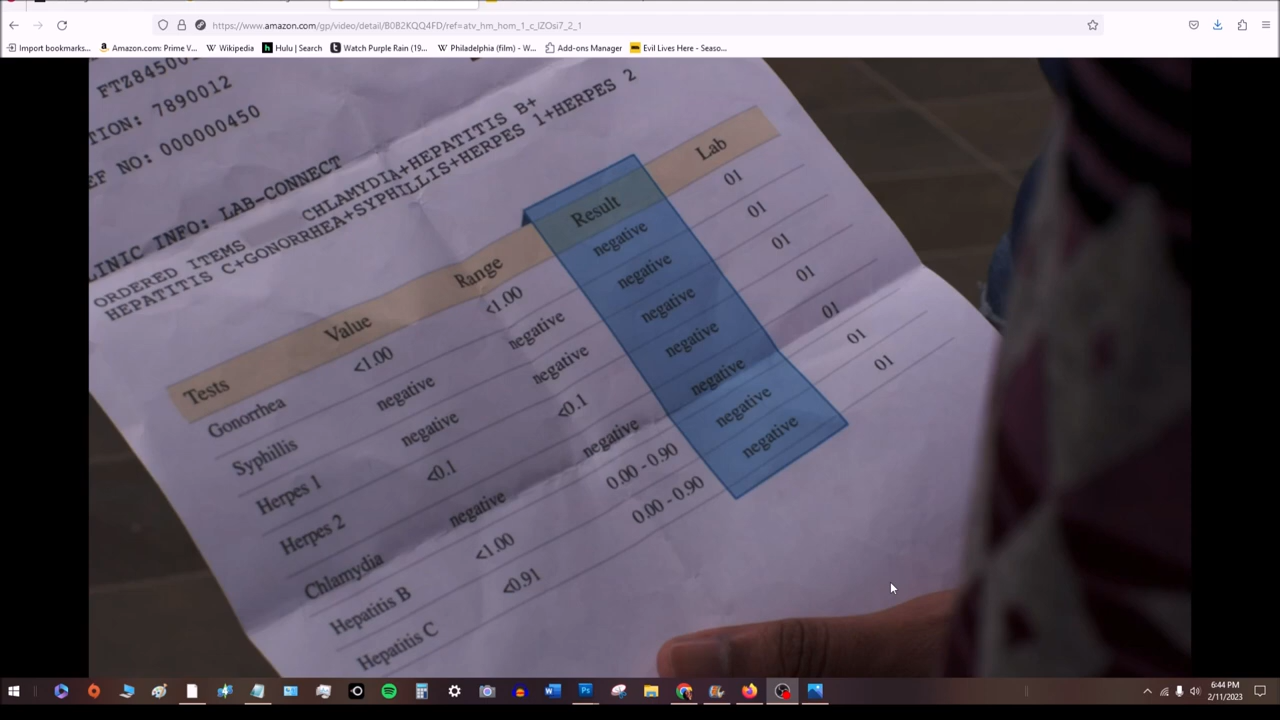 https://www.amazon.com/gp/video/detail/B0B2KQQ4FD/ref=atv_hm_hom_1_c_lZOsi7_2_1
Import bookmarks... Amazon.com: Prime V... Wikipedia Hulu | Search Watch Purple Rain (19... Philadelphia (film) - W... Add-ons Manager Evil Lives Here - Seaso...
TION: 7890012
EF NO: 000000450
LINIC INFO: LAB-CONNECT
ORDERED ITEMS CHLAMYDIA+HEPATITIS B+
HEPATITIS C+GONORRHEA+SYPHILLIS+HERPES 1+HERPES 2
Tests Value Range Result Lab
Gonorrhea <1.00 <1.00 negative 01
Syphillis negative negative negative 01
Herpes 1 negative negative negative 01
Herpes 2 <0.1 <0.1 negative 01
Chlamydia negative negative negative 01
Hepatitis B <1.00 0.00 - 0.90 negative 01
Hepatitis C <0.91 0.00 - 0.90 negative 01
6:44 PM
2/11/2023